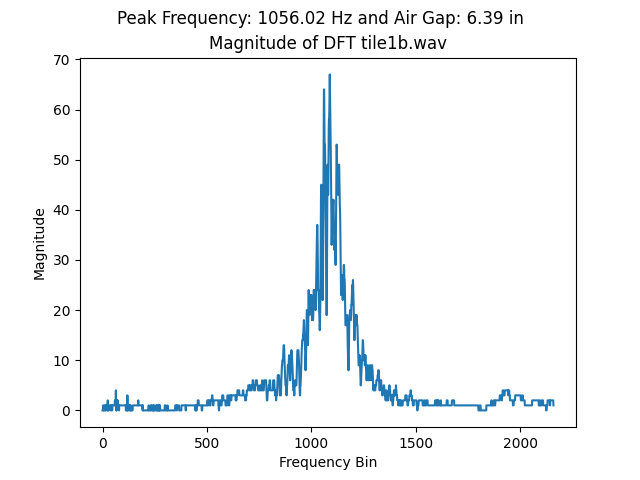 Peak Frequency: 1056.02 Hz and Air Gap: 6.39 in
Magnitude of DFT tile1b.wav
70
60
50
40
30
20
10
0
Magnitude
0 500 1000 1500 2000
Frequency Bin